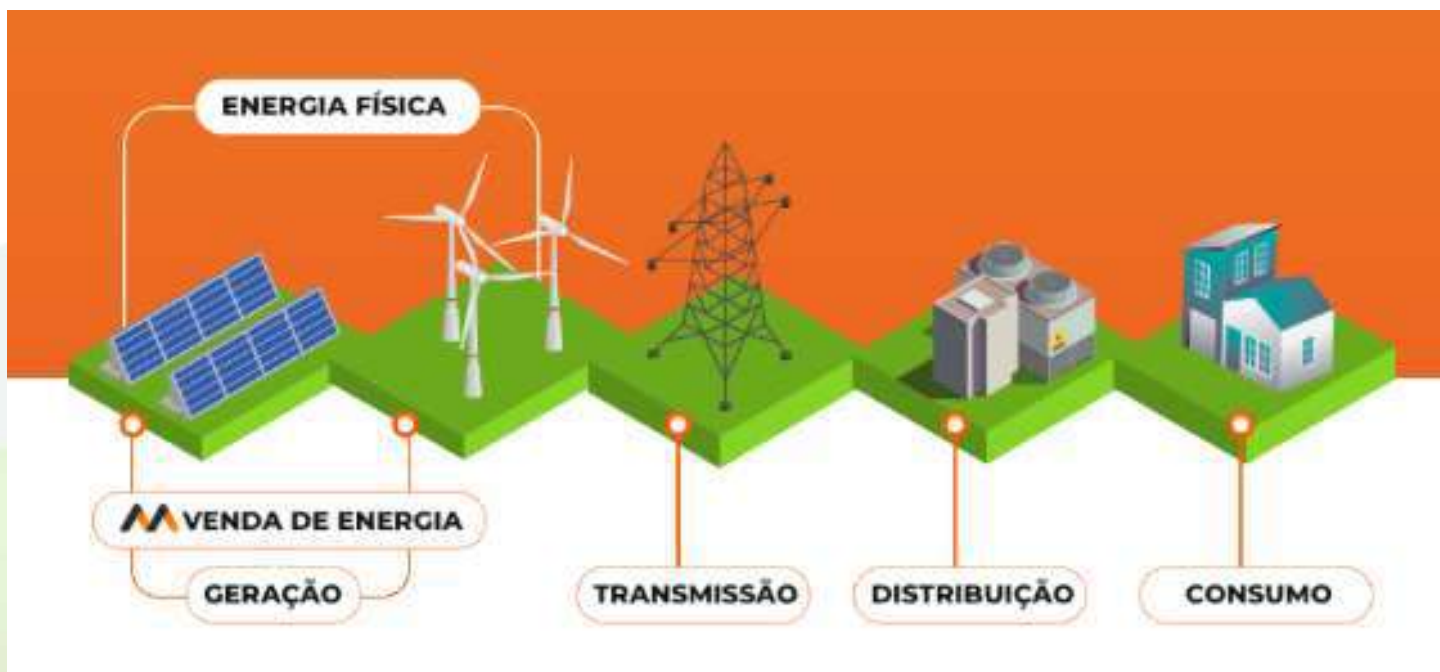 ENERGIA FÍSICA
VENDA DE ENERGIA
GERAÇÃO
TRANSMISSÃO
DISTRIBUIÇÃO
CONSUMO